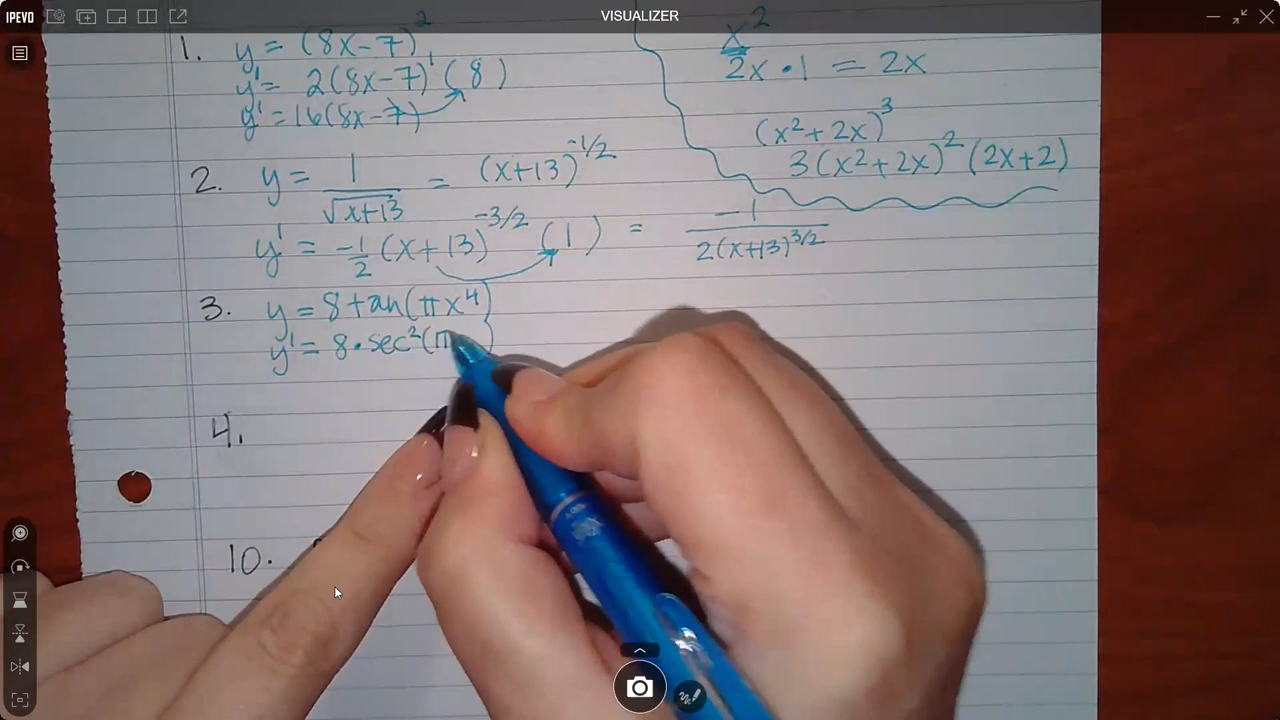 IPEVO
VISUALIZER
1. y = (8x-7)²
y' = 2(8x-7)¹(8)
y' = 16(8x-7)
2. y = 1/√x+13 = (x+13)^-1/2
y' = -1/2 (x+13)^-3/2 (1) = -1/2(x+13)^3/2
3. y = 8 tan(πx⁴)
y' = 8 · sec²(π
4.
10.
x²
2x · 1 = 2x
(x²+2x)³
3(x²+2x)²(2x+2)